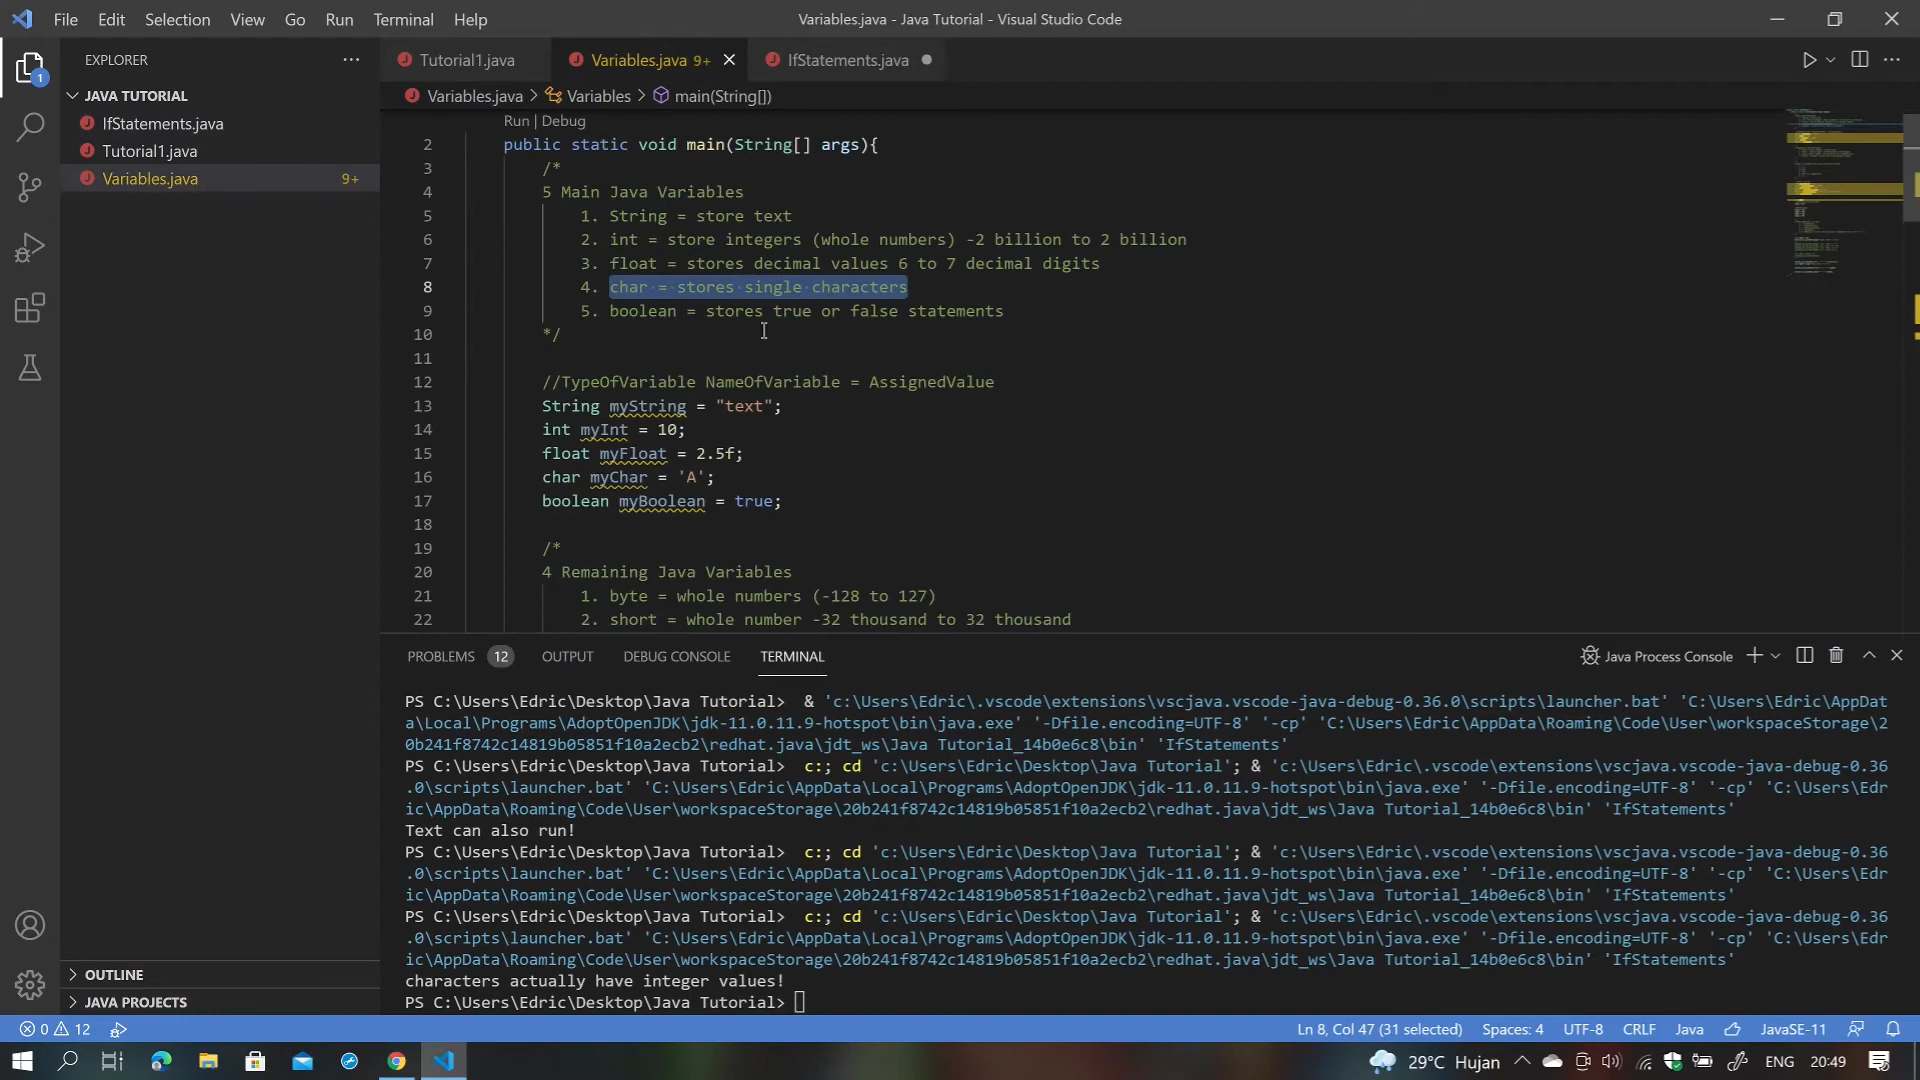 File Edit Selection View Go Run Terminal Help
Variables.java - Java Tutorial - Visual Studio Code
EXPLORER
JAVA TUTORIAL
IfStatements.java
Tutorial1.java
Variables.java 9+
OUTLINE
JAVA PROJECTS
1
Tutorial1.java
Variables.java 9+
IfStatements.java
Variables.java > Variables > main(String[])
Run | Debug
2 public static void main(String[] args){
3 /*
4 5 Main Java Variables
5 1. String = store text
6 2. int = store integers (whole numbers) -2 billion to 2 billion
7 3. float = stores decimal values 6 to 7 decimal digits
8 4. char = stores single characters
9 5. boolean = stores true or false statements
10 */
11
12 //TypeOfVariable NameOfVariable = AssignedValue
13 String myString = "text";
14 int myInt = 10;
15 float myFloat = 2.5f;
16 char myChar = 'A';
17 boolean myBoolean = true;
18
19 /*
20 4 Remaining Java Variables
21 1. byte = whole numbers (-128 to 127)
22 2. short = whole number -32 thousand to 32 thousand
PROBLEMS 12 OUTPUT DEBUG CONSOLE TERMINAL
Java Process Console
PS C:\Users\Edric\Desktop\Java Tutorial> & 'c:\Users\Edric\.vscode\extensions\vscjava.vscode-java-debug-0.36.0\scripts\launcher.bat' 'C:\Users\Edric\AppDat
a\Local\Programs\AdoptOpenJDK\jdk-11.0.11.9-hotspot\bin\java.exe' '-Dfile.encoding=UTF-8' '-cp' 'C:\Users\Edric\AppData\Roaming\Code\User\workspaceStorage\2
0b241f8742c14819b05851f10a2ecb2\redhat.java\jdt_ws\Java Tutorial_14b0e6c8\bin' 'IfStatements'
PS C:\Users\Edric\Desktop\Java Tutorial> c:; cd 'c:\Users\Edric\Desktop\Java Tutorial'; & 'c:\Users\Edric\.vscode\extensions\vscjava.vscode-java-debug-0.36
.0\scripts\launcher.bat' 'C:\Users\Edric\AppData\Local\Programs\AdoptOpenJDK\jdk-11.0.11.9-hotspot\bin\java.exe' '-Dfile.encoding=UTF-8' '-cp' 'C:\Users\Edr
ic\AppData\Roaming\Code\User\workspaceStorage\20b241f8742c14819b05851f10a2ecb2\redhat.java\jdt_ws\Java Tutorial_14b0e6c8\bin' 'IfStatements'
Text can also run!
PS C:\Users\Edric\Desktop\Java Tutorial> c:; cd 'c:\Users\Edric\Desktop\Java Tutorial'; & 'c:\Users\Edric\.vscode\extensions\vscjava.vscode-java-debug-0.36
.0\scripts\launcher.bat' 'C:\Users\Edric\AppData\Local\Programs\AdoptOpenJDK\jdk-11.0.11.9-hotspot\bin\java.exe' '-Dfile.encoding=UTF-8' '-cp' 'C:\Users\Edr
ic\AppData\Roaming\Code\User\workspaceStorage\20b241f8742c14819b05851f10a2ecb2\redhat.java\jdt_ws\Java Tutorial_14b0e6c8\bin' 'IfStatements'
PS C:\Users\Edric\Desktop\Java Tutorial> c:; cd 'c:\Users\Edric\Desktop\Java Tutorial'; & 'c:\Users\Edric\.vscode\extensions\vscjava.vscode-java-debug-0.36
.0\scripts\launcher.bat' 'C:\Users\Edric\AppData\Local\Programs\AdoptOpenJDK\jdk-11.0.11.9-hotspot\bin\java.exe' '-Dfile.encoding=UTF-8' '-cp' 'C:\Users\Edr
ic\AppData\Roaming\Code\User\workspaceStorage\20b241f8742c14819b05851f10a2ecb2\redhat.java\jdt_ws\Java Tutorial_14b0e6c8\bin' 'IfStatements'
characters actually have integer values!
PS C:\Users\Edric\Desktop\Java Tutorial>
0 12 Ln 8, Col 47 (31 selected) Spaces: 4 UTF-8 CRLF Java JavaSE-11
29°C Hujan ENG 20:49